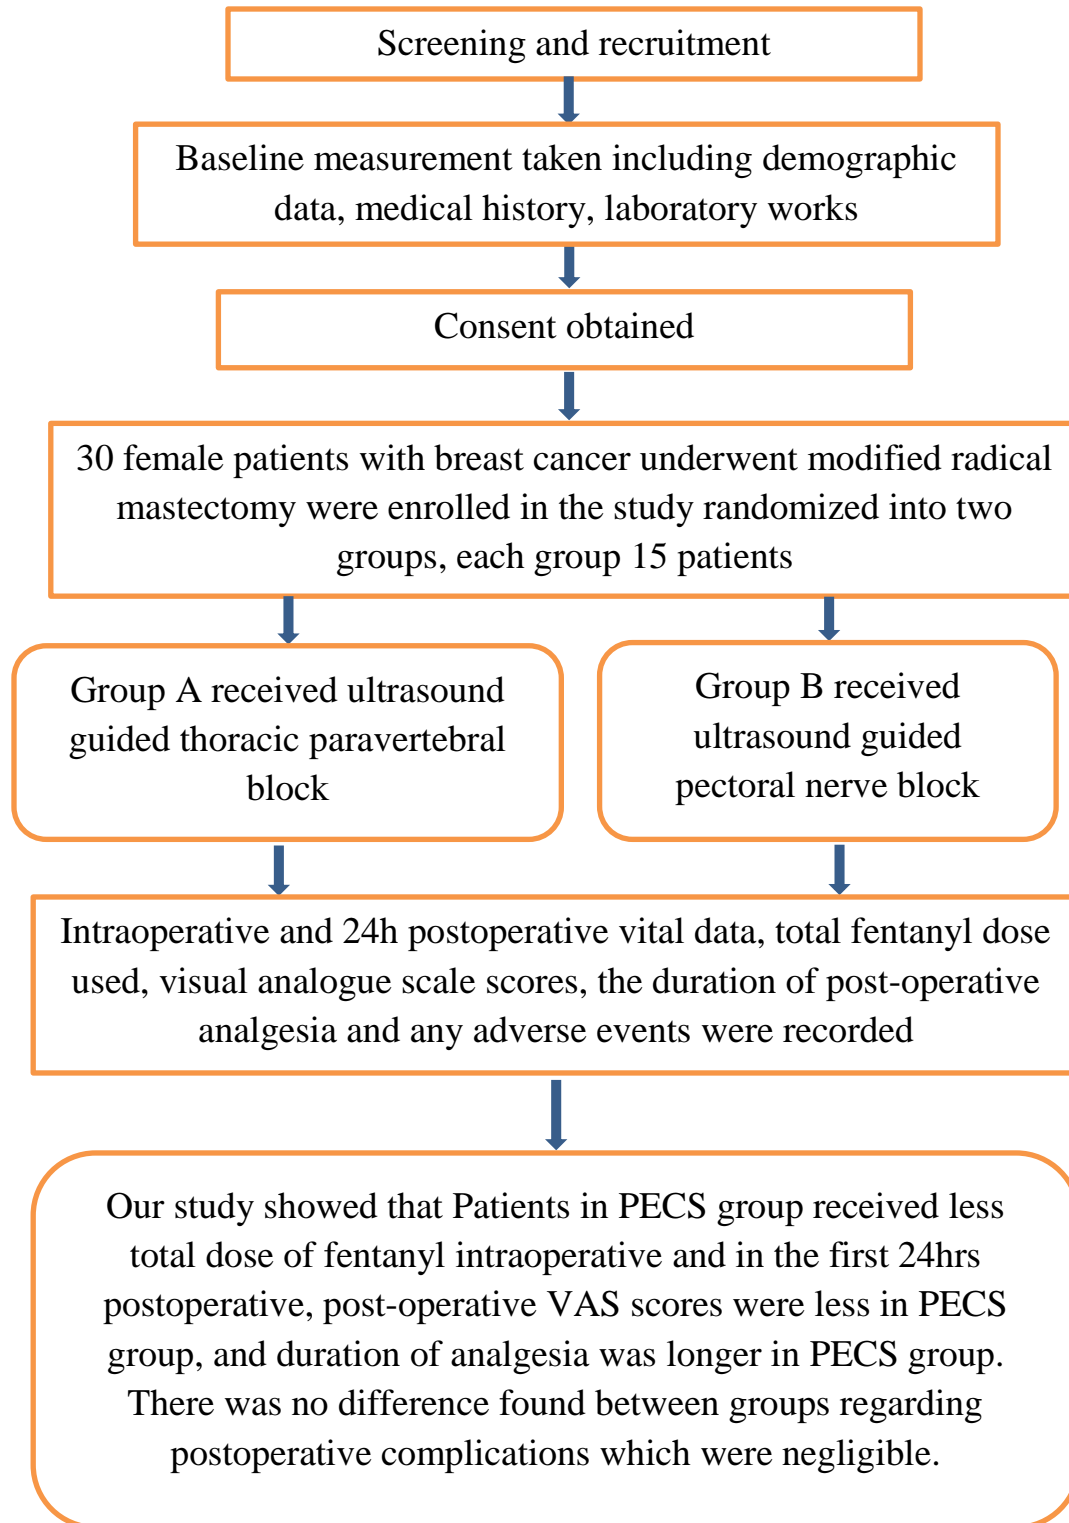 Screening and recruitment
Baseline measurement taken including demographic
data, medical history, laboratory works
Consent obtained
30 female patients with breast cancer underwent modified radical
mastectomy were enrolled in the study randomized into two
groups, each group 15 patients
Group A received ultrasound
guided thoracic paravertebral
block
Group B received
ultrasound guided
pectoral nerve block
Intraoperative and 24h postoperative vital data, total fentanyl dose
used, visual analogue scale scores, the duration of post-operative
analgesia and any adverse events were recorded
Our study showed that Patients in PECS group received less
total dose of fentanyl intraoperative and in the first 24hrs
postoperative, post-operative VAS scores were less in PECS
group, and duration of analgesia was longer in PECS group.
There was no difference found between groups regarding
postoperative complications which were negligible.